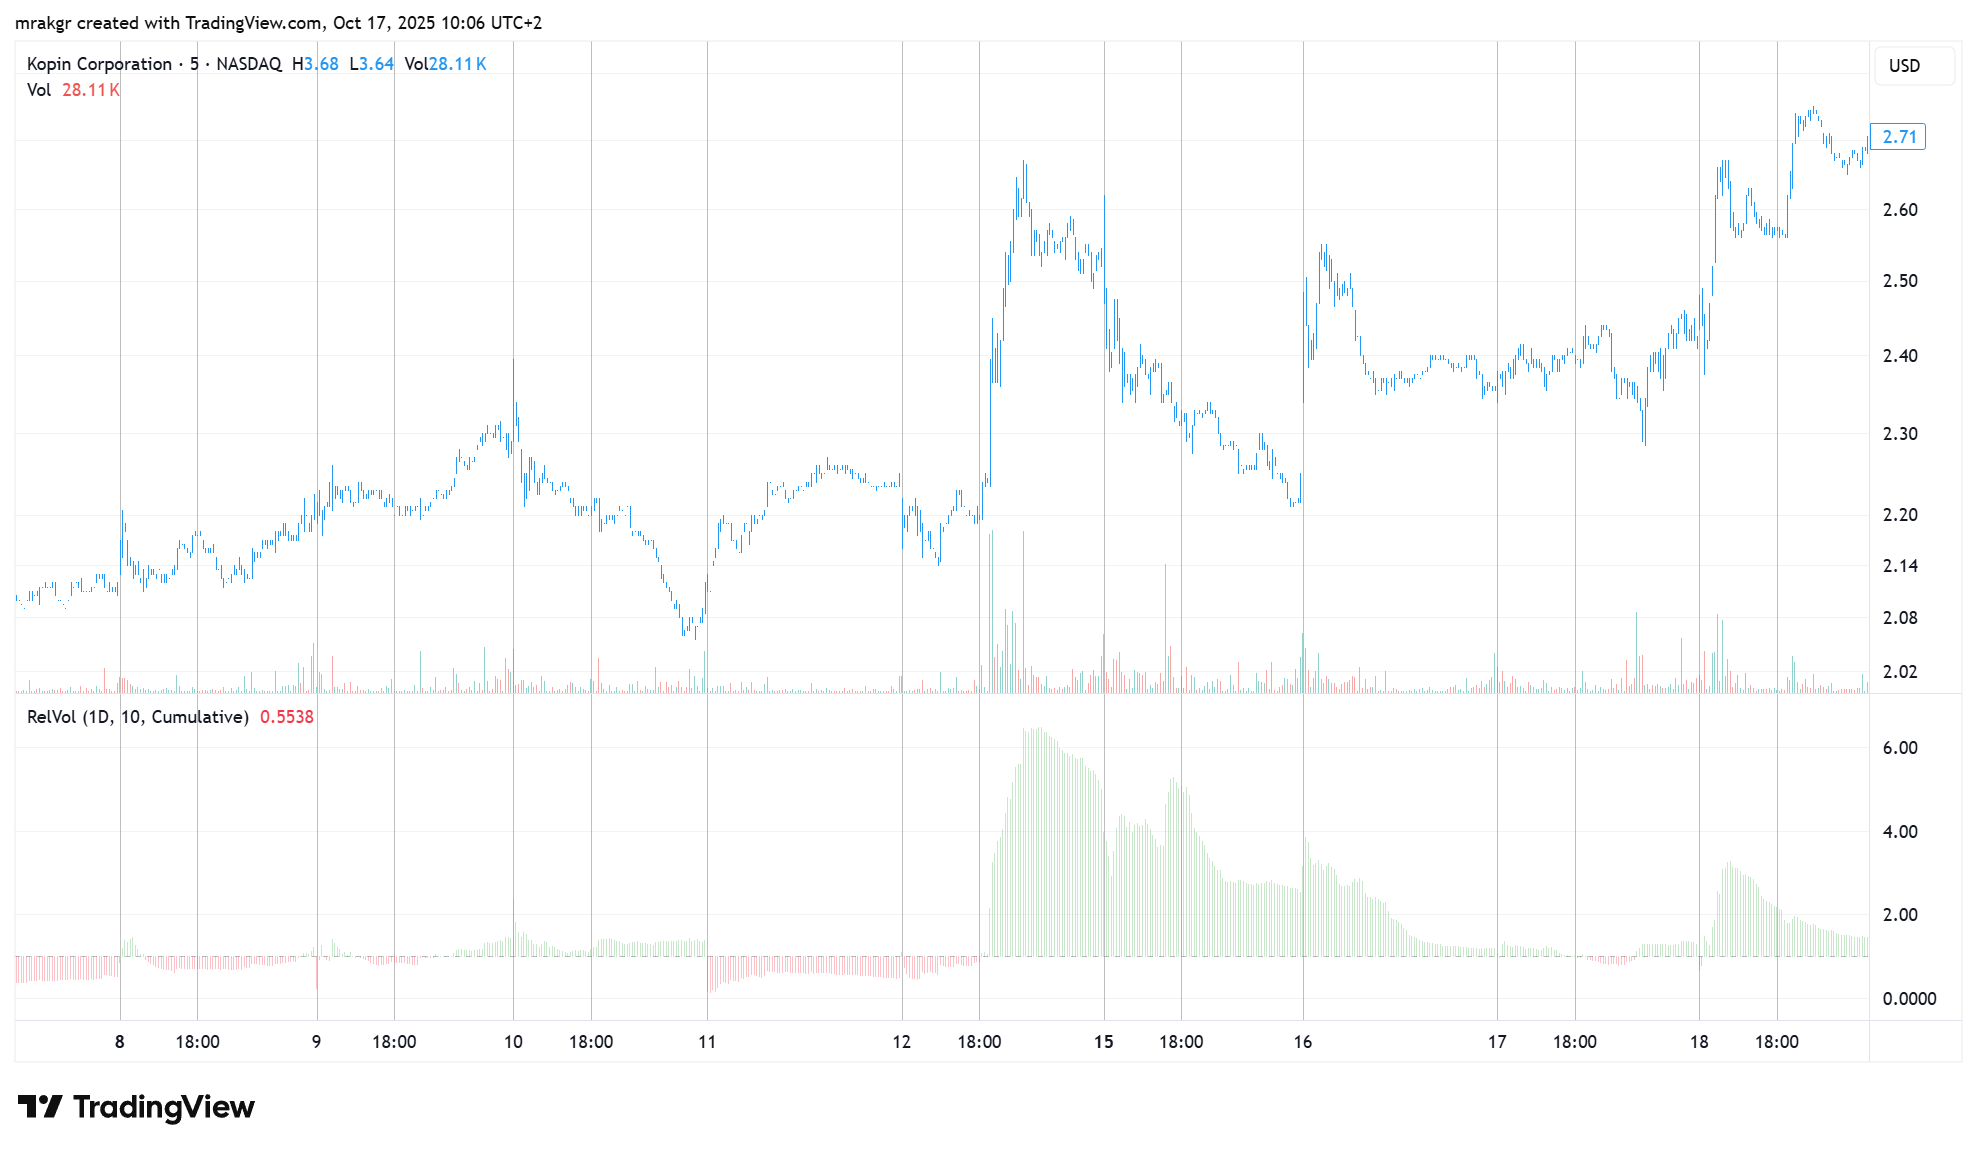 mrakgr created with TradingView.com, Oct 17, 2025 10:06 UTC+2
Kopin Corporation · 5 · NASDAQ H3.68 L3.64 Vol28.11K
Vol 28.11K
USD
2.71
2.60
2.50
2.40
2.30
2.20
2.14
2.08
2.02
RelVol (1D, 10, Cumulative) 0.5538
6.00
4.00
2.00
0.0000
8 18:00 9 18:00 10 18:00 11 12 18:00 15 18:00 16 17 18:00 18 18:00
TradingView